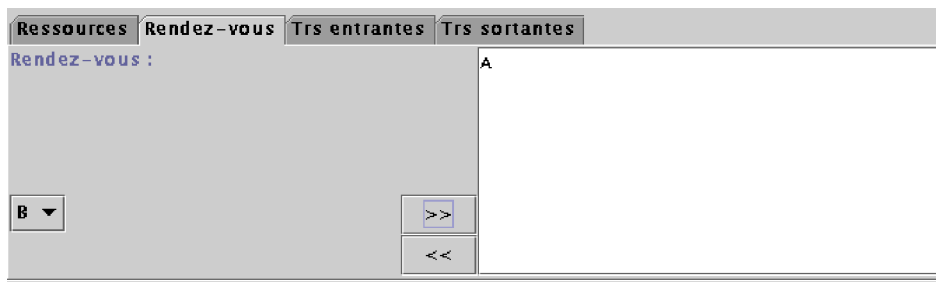 Ressources Rendez-vous Trs entrantes Trs sortantes
Rendez-vous :
A
B
>>
<<